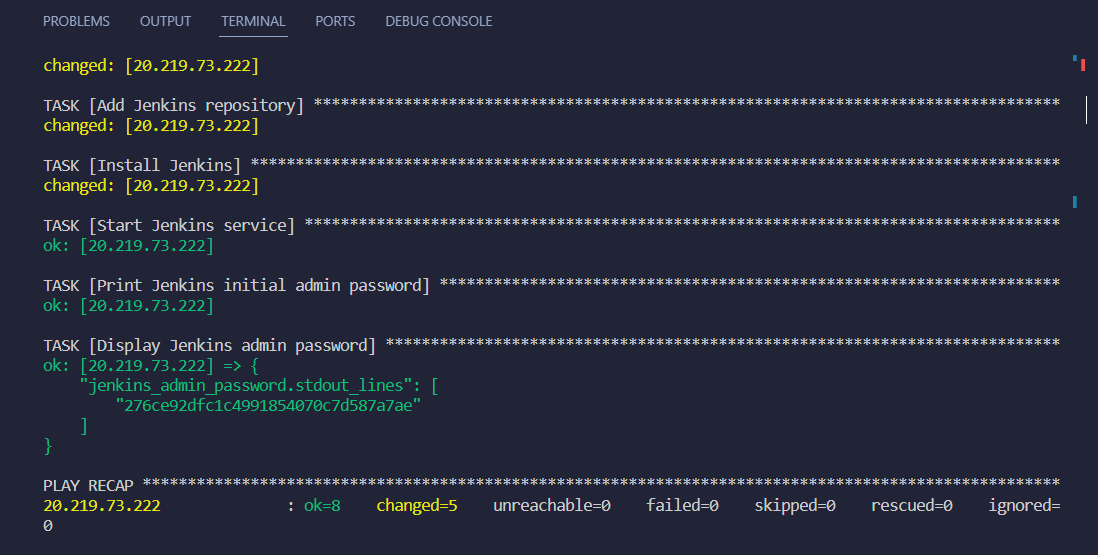 PROBLEMS OUTPUT TERMINAL PORTS DEBUG CONSOLE
changed: [20.219.73.222]
TASK [Add Jenkins repository] ***********************************************************************************
changed: [20.219.73.222]
TASK [Install Jenkins] ******************************************************************************************
changed: [20.219.73.222]
TASK [Start Jenkins service] ************************************************************************************
ok: [20.219.73.222]
TASK [Print Jenkins initial admin password] *********************************************************************
ok: [20.219.73.222]
TASK [Display Jenkins admin password] ***************************************************************************
ok: [20.219.73.222] => {
    "jenkins_admin_password.stdout_lines": [
        "276ce92dfc1c4991854070c7d587a7ae"
    ]
}
PLAY RECAP ******************************************************************************************************
20.219.73.222              : ok=8    changed=5    unreachable=0    failed=0    skipped=0    rescued=0    ignored=
0